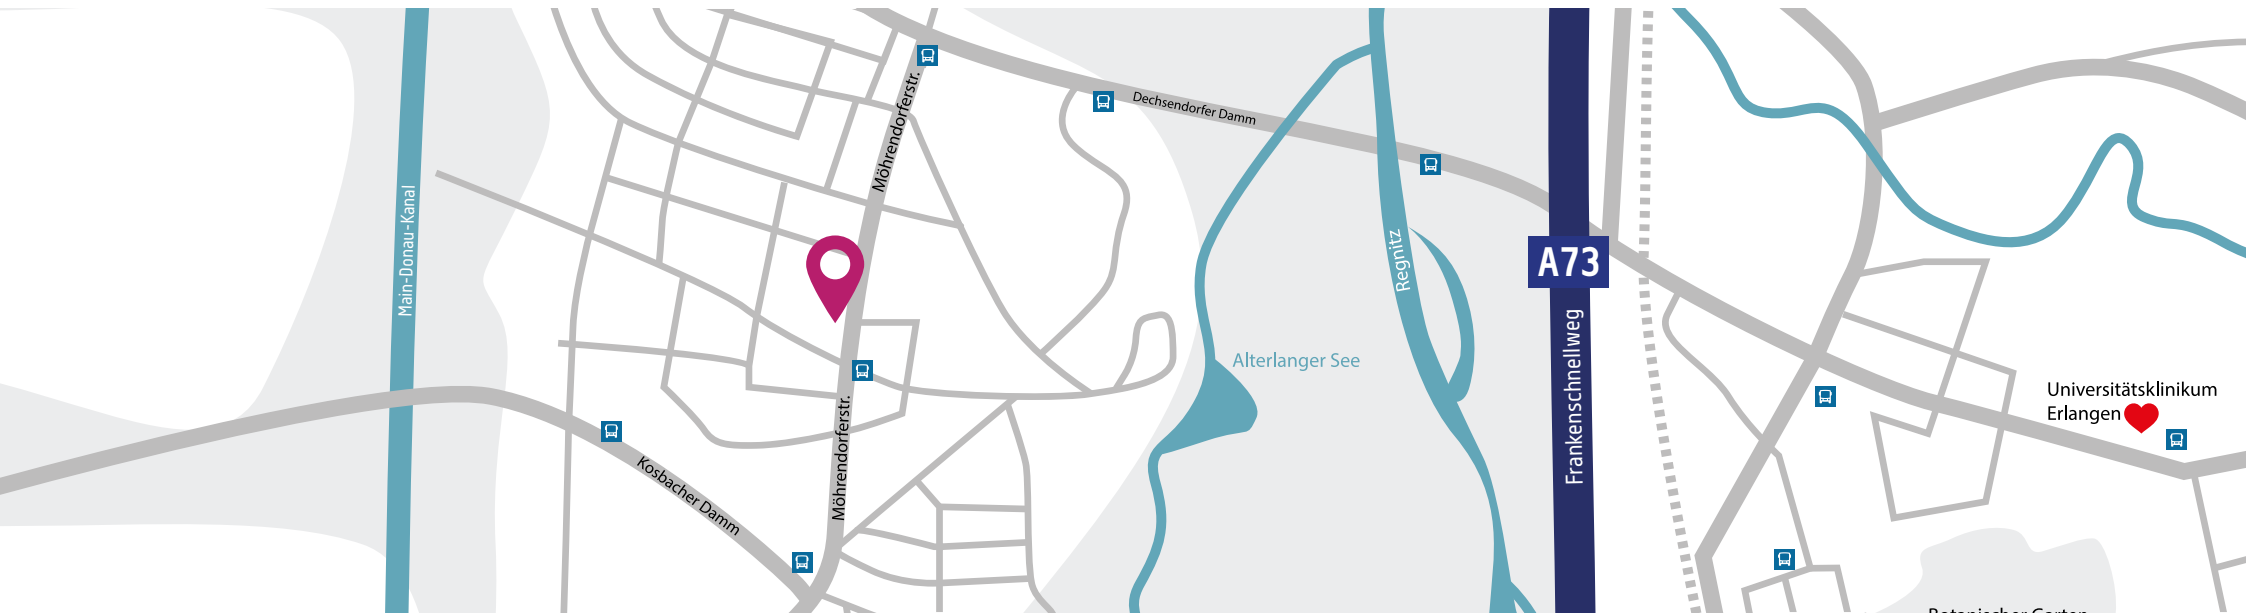 Möhrendorferstr.
Dechsendorfer Damm
Main-Donau-Kanal
Regnitz
A73
Frankenschnellweg
Alterlanger See
Universitätsklinikum
Erlangen
Möhrendorferstr.
Kosbacher Damm